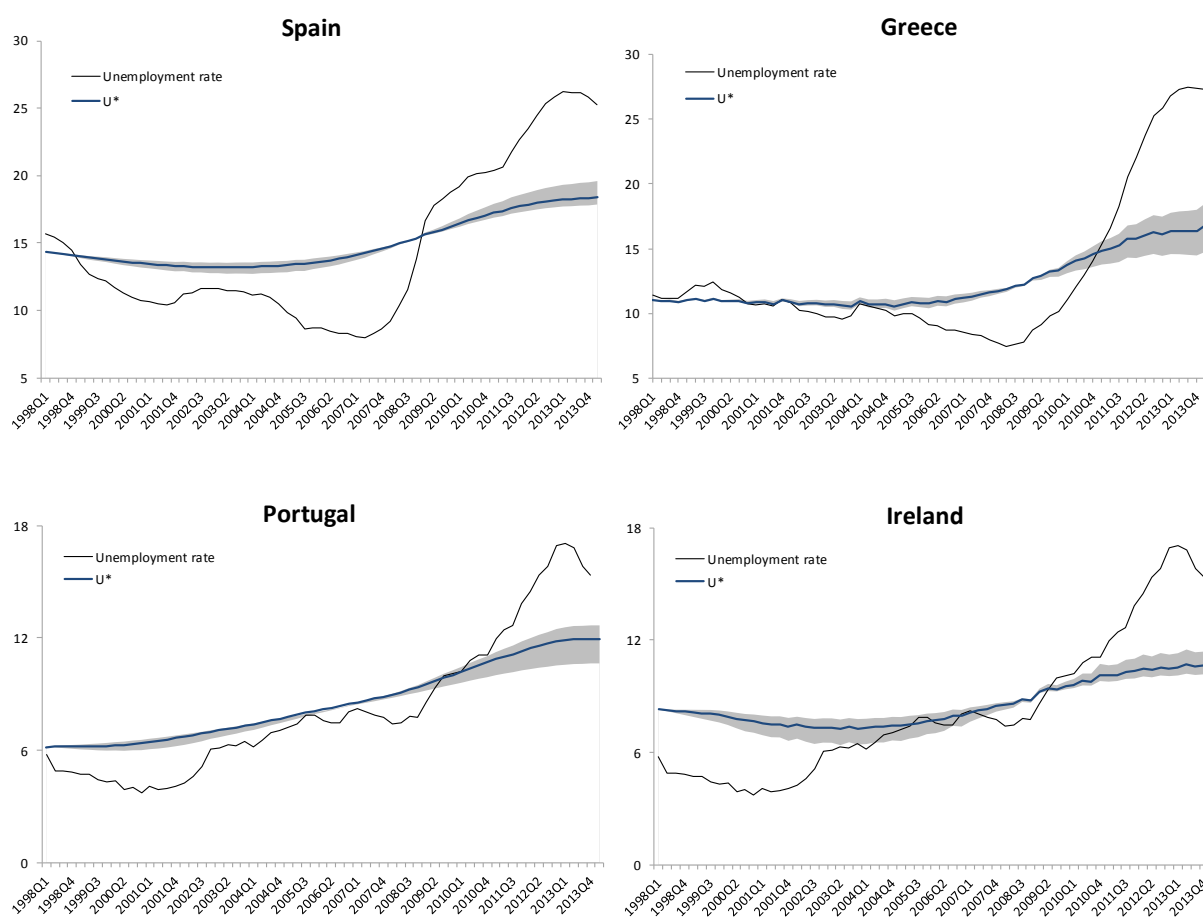 Spain
30
25
20
15
10
5
Unemployment rate
U*
1998Q1
1998Q4
1999Q3
2000Q2
2001Q1
2001Q4
2002Q3
2003Q2
2004Q1
2004Q4
2005Q3
2006Q2
2007Q1
2007Q4
2008Q3
2009Q2
2010Q1
2010Q4
2011Q3
2012Q2
2013Q1
2013Q4
Greece
30
25
20
15
10
5
Unemployment rate
U*
1998Q1
1998Q4
1999Q3
2000Q2
2001Q1
2001Q4
2002Q3
2003Q2
2004Q1
2004Q4
2005Q3
2006Q2
2007Q1
2007Q4
2008Q3
2009Q2
2010Q1
2010Q4
2011Q3
2012Q2
2013Q1
2013Q4
Portugal
18
12
6
0
Unemployment rate
U*
1998Q1
1998Q4
1999Q3
2000Q2
2001Q1
2001Q4
2002Q3
2003Q2
2004Q1
2004Q4
2005Q3
2006Q2
2007Q1
2007Q4
2008Q3
2009Q2
2010Q1
2010Q4
2011Q3
2012Q2
2013Q1
2013Q4
Ireland
18
12
6
0
Unemployment rate
U*
1998Q1
1998Q4
1999Q3
2000Q2
2001Q1
2001Q4
2002Q3
2003Q2
2004Q1
2004Q4
2005Q3
2006Q2
2007Q1
2007Q4
2008Q3
2009Q2
2010Q1
2010Q4
2011Q3
2012Q2
2013Q1
2013Q4